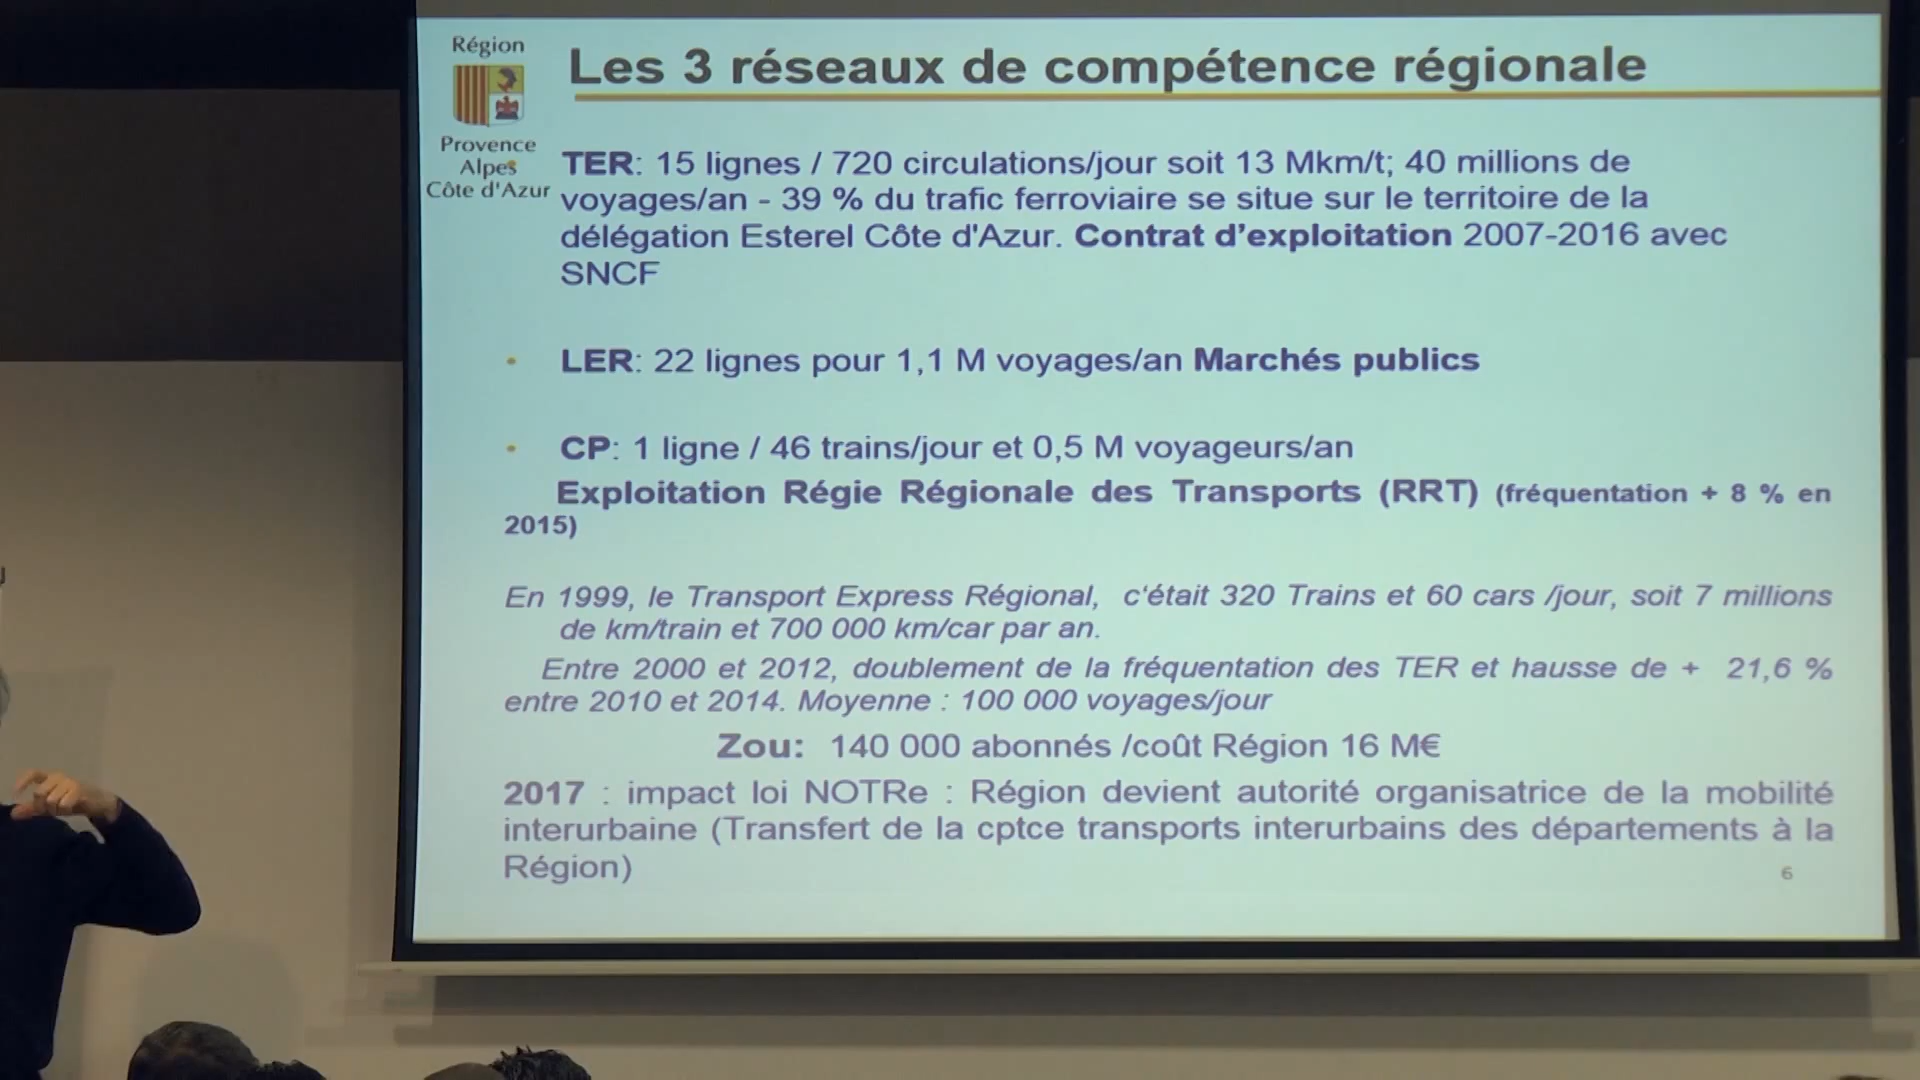 Région
Provence
Alpes
Côte d'Azur
Les 3 réseaux de compétence régionale
TER: 15 lignes / 720 circulations/jour soit 13 Mkm/t; 40 millions de
voyages/an - 39 % du trafic ferroviaire se situe sur le territoire de la
délégation Esterel Côte d'Azur. Contrat d’exploitation 2007-2016 avec
SNCF
• LER: 22 lignes pour 1,1 M voyages/an Marchés publics
• CP: 1 ligne / 46 trains/jour et 0,5 M voyageurs/an
Exploitation Régie Régionale des Transports (RRT) (fréquentation + 8 % en
2015)
En 1999, le Transport Express Régional, c‘était 320 Trains et 60 cars /jour, soit 7 millions
de km/train et 700 000 km/car par an.
Entre 2000 et 2012, doublement de la fréquentation des TER et hausse de + 21,6 %
entre 2010 et 2014. Moyenne : 100 000 voyages/jour
Zou: 140 000 abonnés /coût Région 16 M€
2017 : impact loi NOTRe : Région devient autorité organisatrice de la mobilité
interurbaine (Transfert de la cptce transports interurbains des départements à la
Région)
6